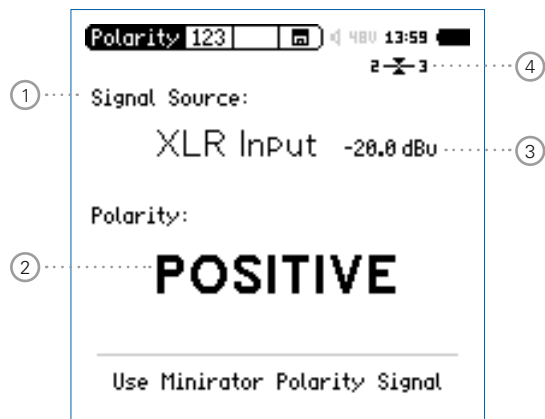 Polarity 123 48V 13:59
2 3 4
1 Signal Source:
XLR Input -20.0 dBu 3
Polarity:
2 POSITIVE
Use Minirator Polarity Signal